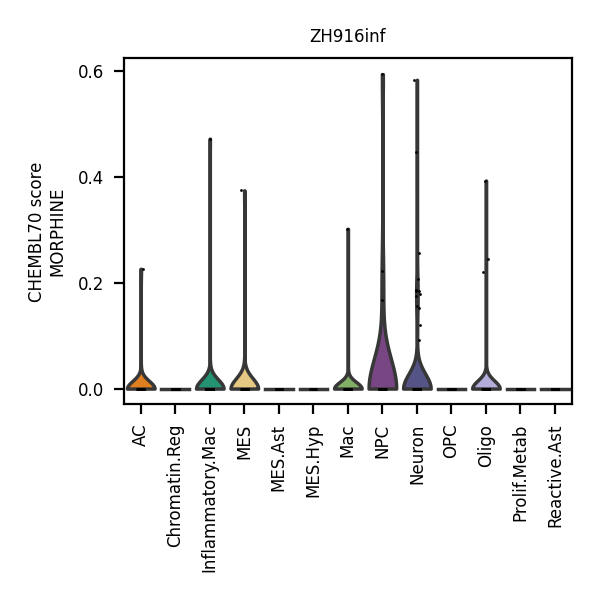 ZH916inf
CHEMBL70 score
MORPHINE
0.6
0.4
0.2
0.0
AC
Chromatin.Reg
Inflammatory.Mac
MES
MES.Ast
MES.Hyp
Mac
NPC
Neuron
OPC
Oligo
Prolif.Metab
Reactive.Ast